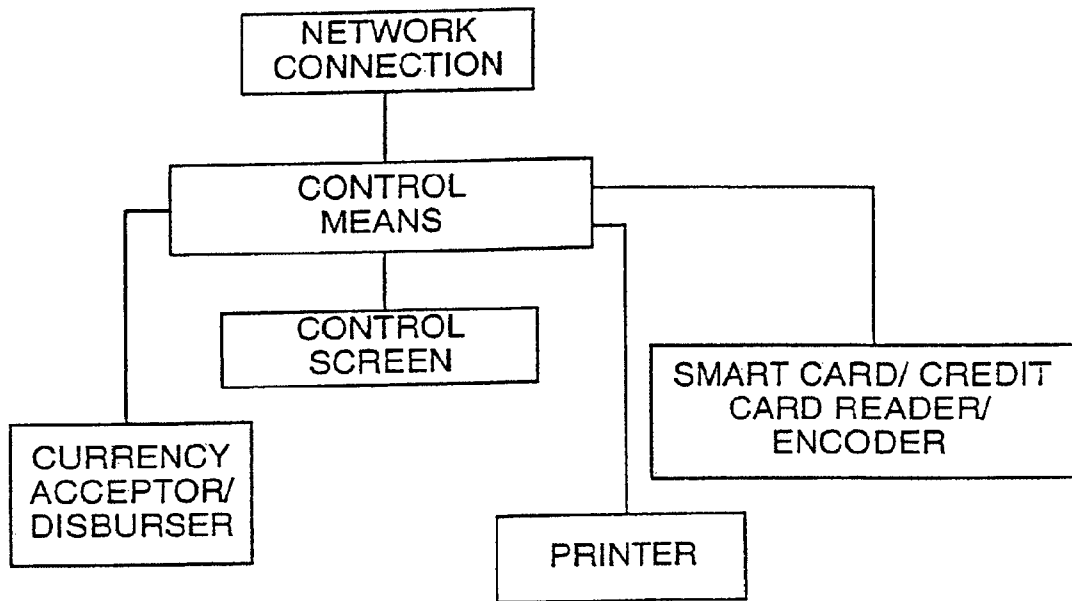 NETWORK
CONNECTION
CONTROL
MEANS
CONTROL
SCREEN
SMART CARD/ CREDIT
CARD READER/
ENCODER
CURRENCY
ACCEPTOR/
DISBURSER
PRINTER